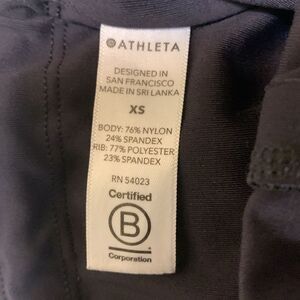 ATHLETA
DESIGNED IN
SAN FRANCISCO
MADE IN SRI LANKA
XS
BODY: 76% NYLON
24% SPANDEX
RIB: 77% POLYESTER
23% SPANDEX
RN 54023
Certified
B
Corporation